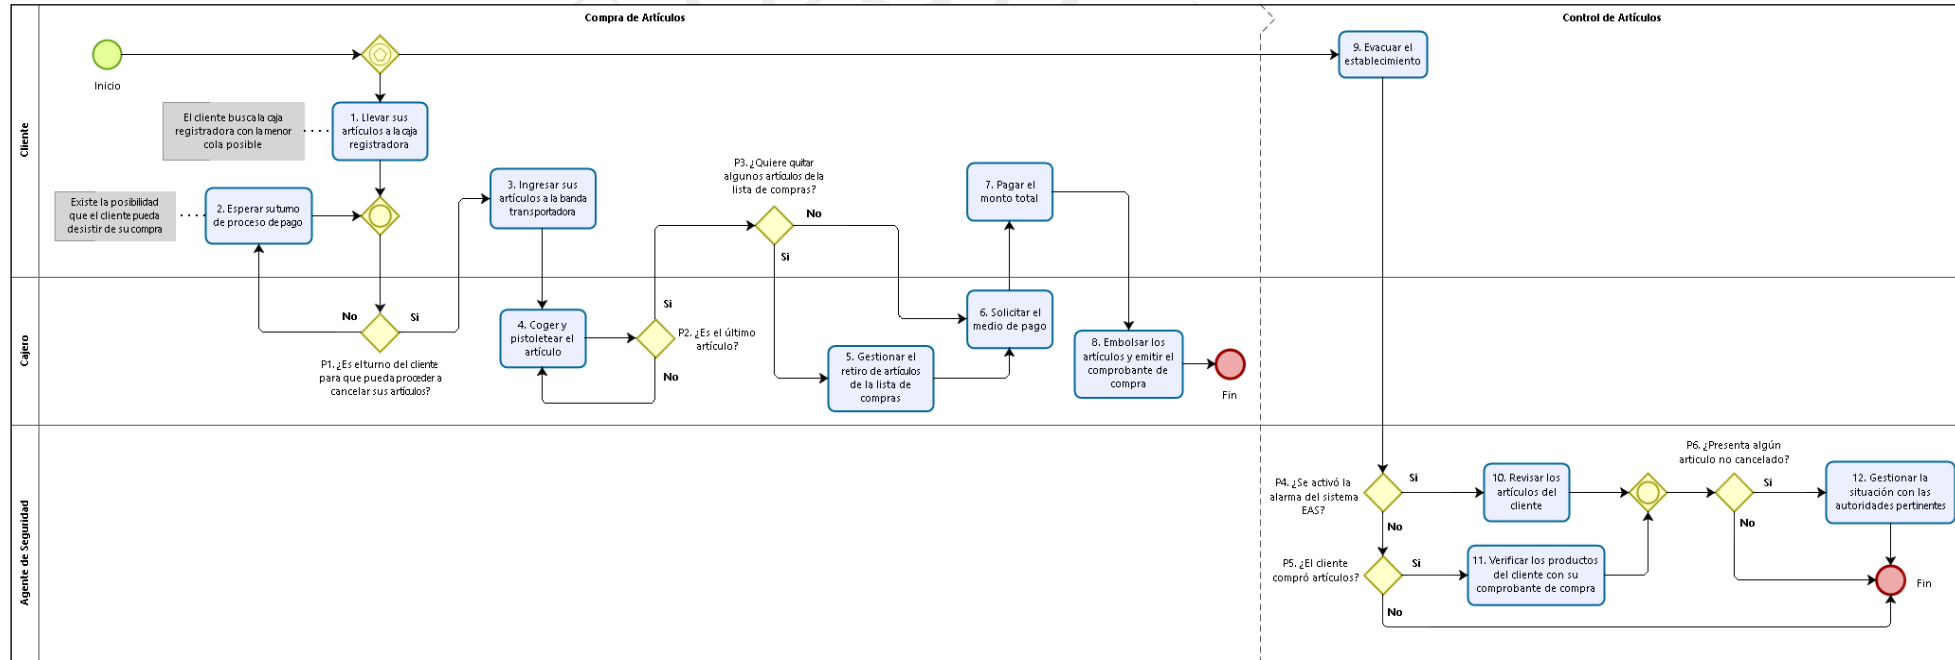 Compra de Artículos
Control de Artículos
Cliente
Cajero
Agente de Seguridad
Inicio
El cliente busca la caja
registradora con la menor
cola posible
1. Llevar sus
artículos a la caja
registradora
Existe la posibilidad
que el cliente pueda
desistir de su compra
2. Esperar su turno
de proceso de pago
No
Si
P1. ¿Es el turno del cliente
para que pueda proceder a
cancelar sus artículos?
3. Ingresar sus
artículos a la banda
transportadora
4. Coger y
pistoletear el
artículo
Si
P2. ¿Es el último
artículo?
No
P3. ¿Quiere quitar
algunos artículos de la
lista de compras?
No
Si
5. Gestionar el
retiro de artículos
de la lista de
compras
6. Solicitar el
medio de pago
7. Pagar el
monto total
8. Embolsar los
artículos y emitir el
comprobante de
compra
Fin
9. Evacuar el
establecimiento
P4. ¿Se activó la
alarma del sistema
EAS?
Si
No
10. Revisar los
artículos del
cliente
P5. ¿El cliente
compró artículos?
Si
No
11. Verificar los productos
del cliente con su
comprobante de compra
P6. ¿Presenta algún
articulo no cancelado?
Si
No
12. Gestionar la
situación con las
autoridades pertinentes
Fin